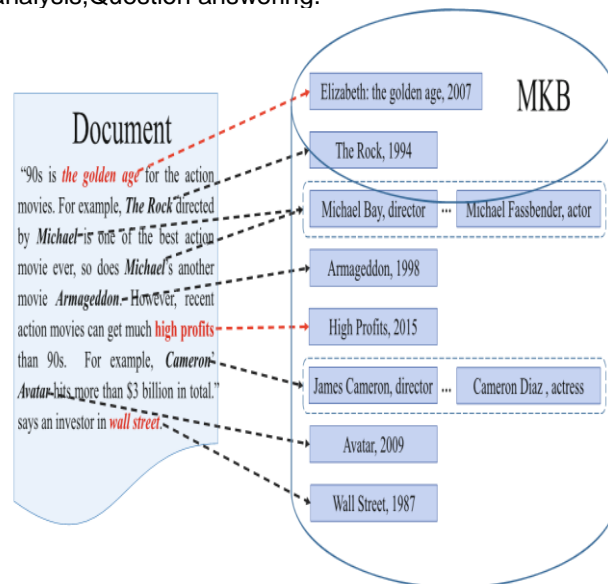 analysis,Question answering.
Document
“90s is the golden age for the action
movies. For example, The Rock directed
by Michael is one of the best action
movie ever, so does Michael's another
movie Armageddon. However, recent
action movies can get much high profits
than 90s. For example, Cameron'
Avatar hits more than $3 billion in total.”
says an investor in wall street.
MKB
Elizabeth: the golden age, 2007
The Rock, 1994
Michael Bay, director ... Michael Fassbender, actor
Armageddon, 1998
High Profits, 2015
James Cameron, director ... Cameron Diaz , actress
Avatar, 2009
Wall Street, 1987